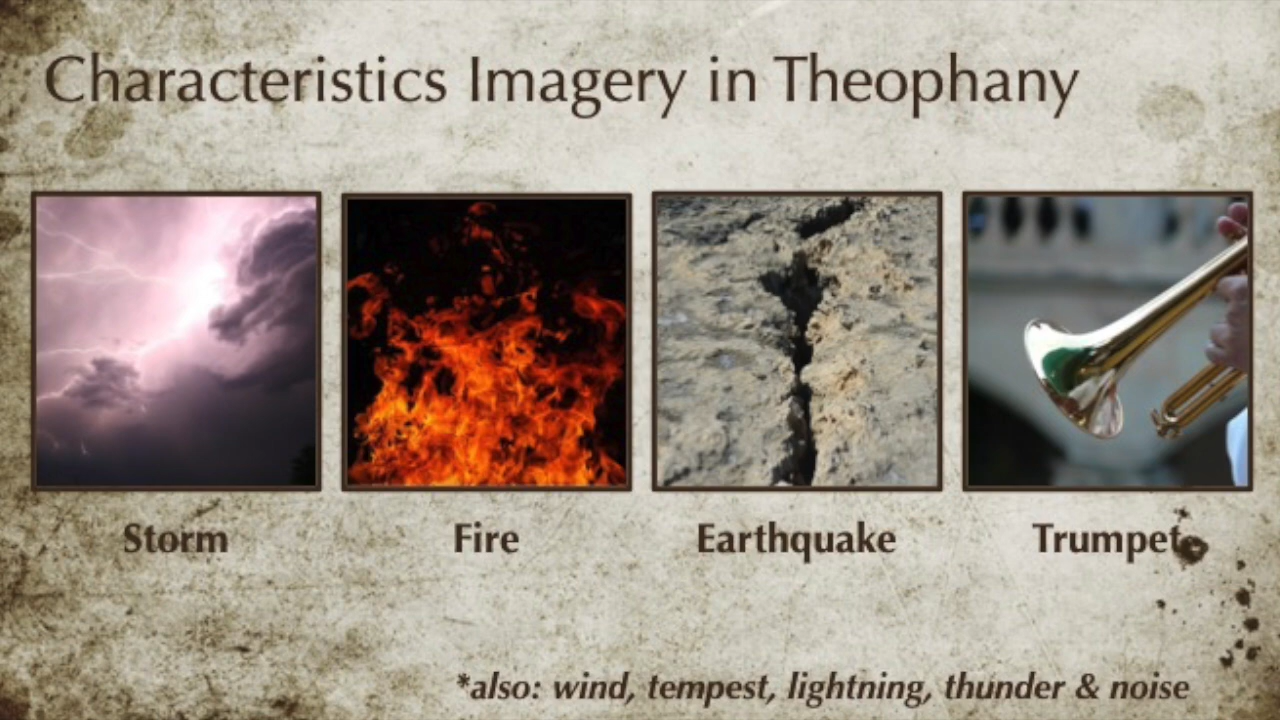 Characteristics Imagery in Theophany
Storm
Fire
Earthquake
Trumpet
*also: wind, tempest, lightning, thunder & noise